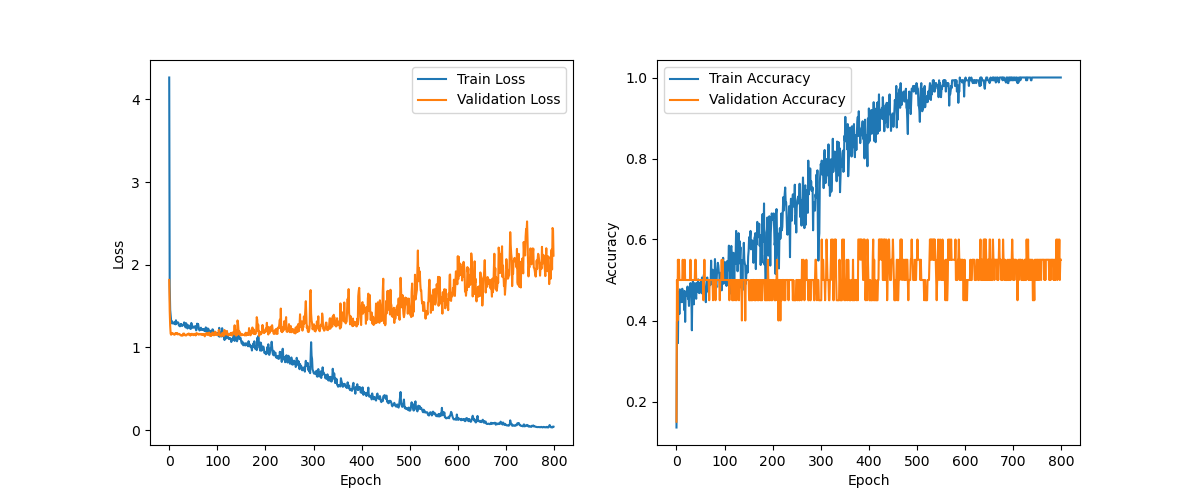 Train Loss
Validation Loss
4
3
2
1
0
Loss
0 100 200 300 400 500 600 700 800
Epoch
Train Accuracy
Validation Accuracy
1.0
0.8
0.6
0.4
0.2
Accuracy
0 100 200 300 400 500 600 700 800
Epoch